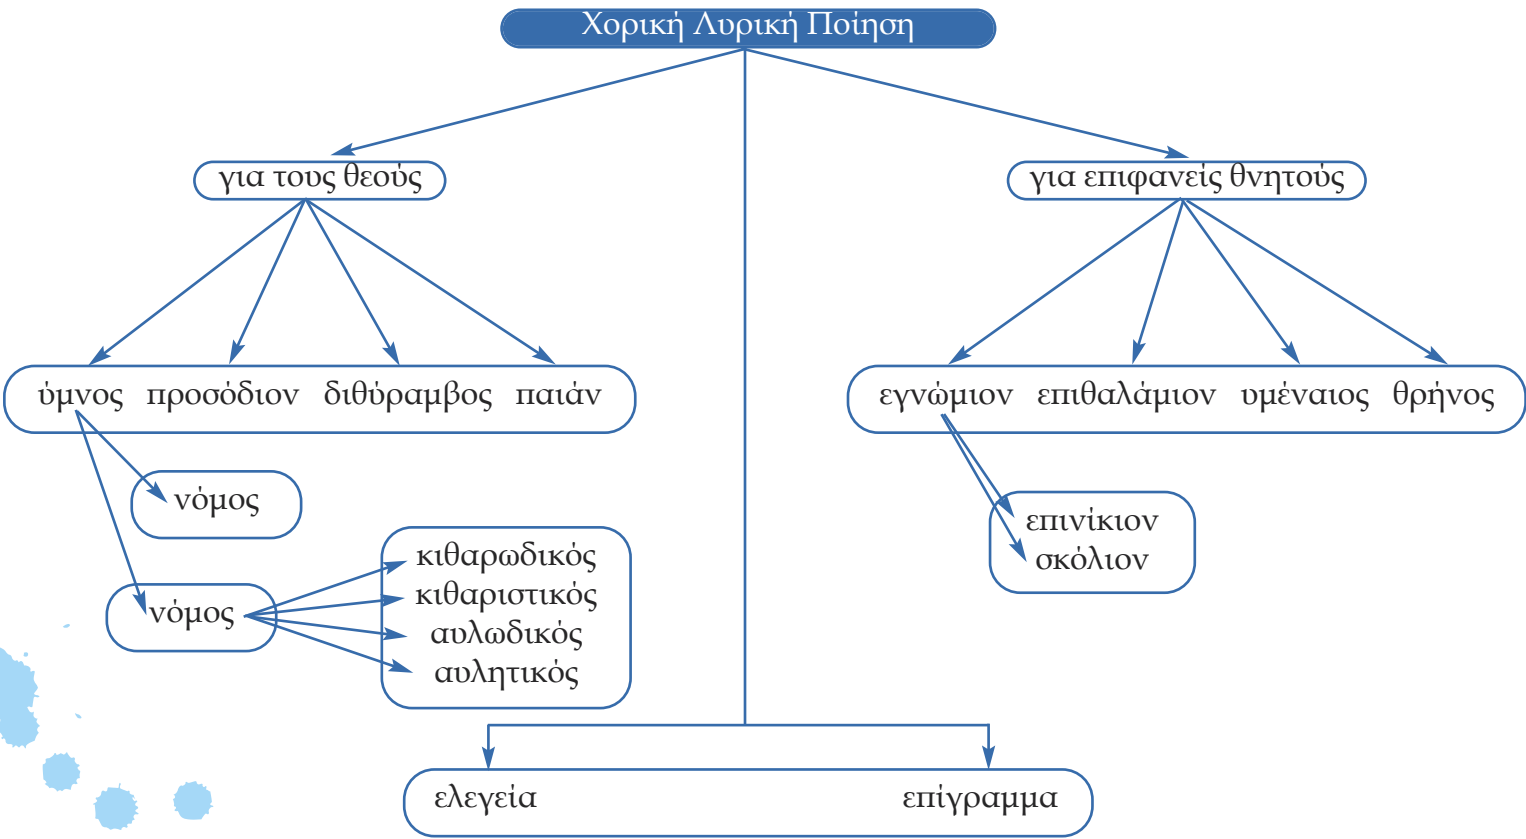 Χορική Λυρική Ποίηση
για τους θεούς
για επιφανείς θνητούς
ύμνος προσόδιον διθύραμβος παιάν
εγνώμιον επιθαλάμιον υμέναιος θρήνος
νόμος
επινίκιον
σκόλιον
νόμος
κιθαρωδικός
κιθαριστικός
αυλωδικός
αυλητικός
ελεγεία
επίγραμμα